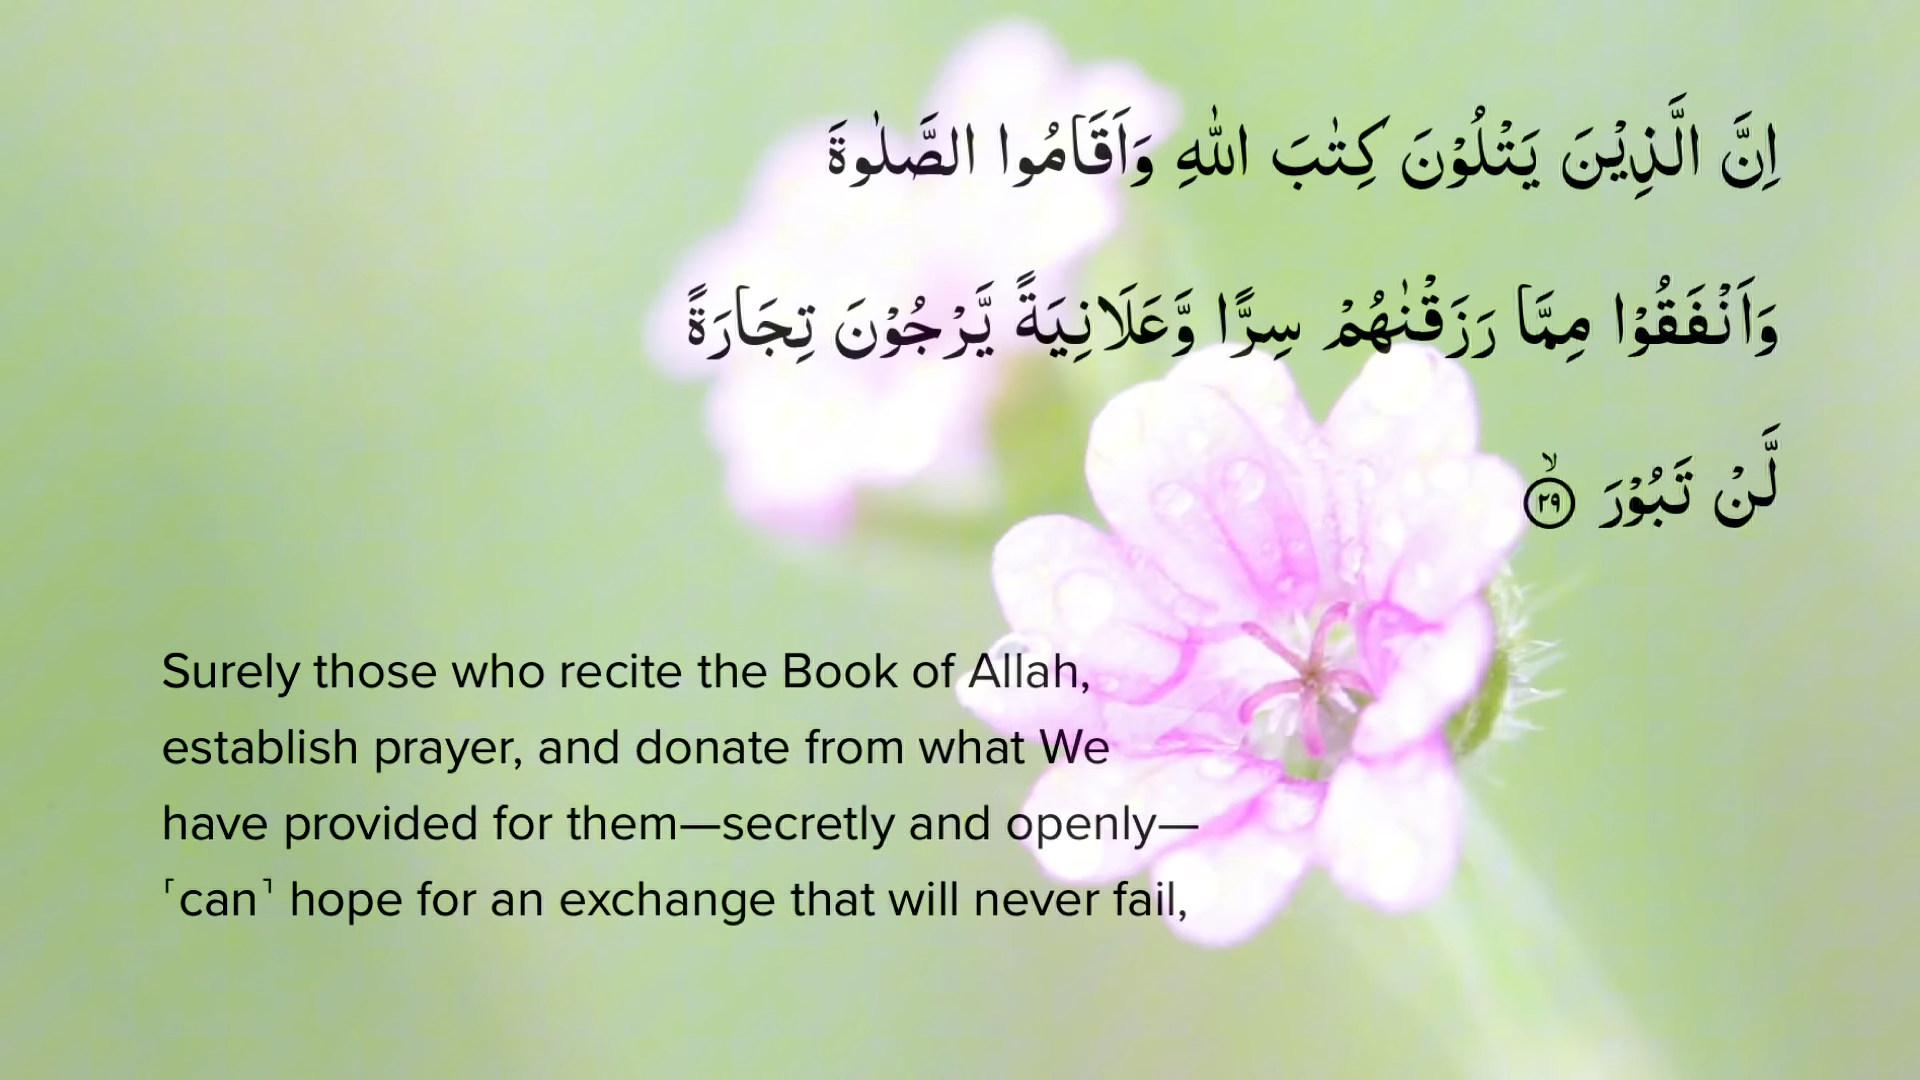 اِنَّ الَّذِيْنَ يَتْلُوْنَ كِتٰبَ اللّٰهِ وَاَقَامُوا الصَّلٰوةَ
وَاَنْفَقُوْا مِمَّا رَزَقْنٰهُمْ سِرًّا وَّعَلَانِيَةً يَّرْجُوْنَ تِجَارَةً
لَّنْ تَبُوْرَ ۙ ٢٩
Surely those who recite the Book of Allah,
establish prayer, and donate from what We
have provided for them—secretly and openly—
˹can˺ hope for an exchange that will never fail,